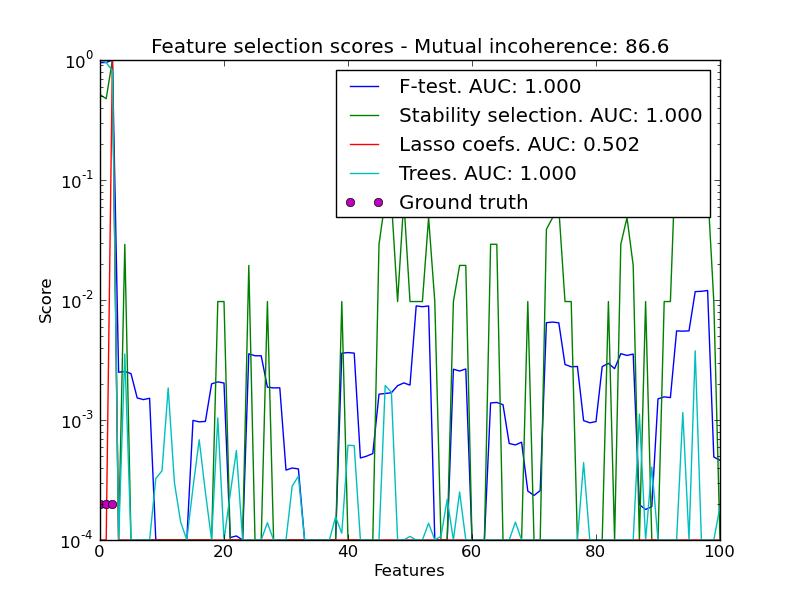 Feature selection scores - Mutual incoherence: 86.6
F-test. AUC: 1.000
Stability selection. AUC: 1.000
Lasso coefs. AUC: 0.502
Trees. AUC: 1.000
Ground truth
10^0
10^-1
10^-2
10^-3
10^-4
Score
0 20 40 60 80 100
Features